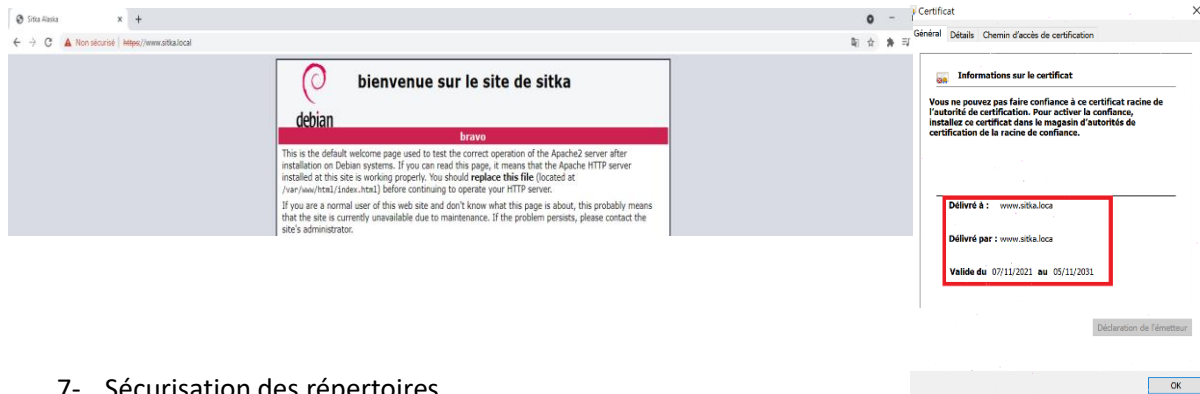 Sitka Alaska
Non sécurisé | https://www.sitka.local
debian
bienvenue sur le site de sitka
bravo
This is the default welcome page used to test the correct operation of the Apache2 server after
installation on Debian systems. If you can read this page, it means that the Apache HTTP server
installed at this site is working properly. You should replace this file (located at
/var/www/html/index.html) before continuing to operate your HTTP server.
If you are a normal user of this web site and don't know what this page is about, this probably means
that the site is currently unavailable due to maintenance. If the problem persists, please contact the
site's administrator.
Certificat
Général Détails Chemin d'accès de certification
Informations sur le certificat
Vous ne pouvez pas faire confiance à ce certificat racine de
l'autorité de certification. Pour activer la confiance,
installez ce certificat dans le magasin d'autorités de
certification de la racine de confiance.
Délivré à : www.sitka.loca
Délivré par : www.sitka.loca
Valide du 07/11/2021 au 05/11/2031
Déclaration de l'émetteur
OK
7- Sécurisation des répertoires